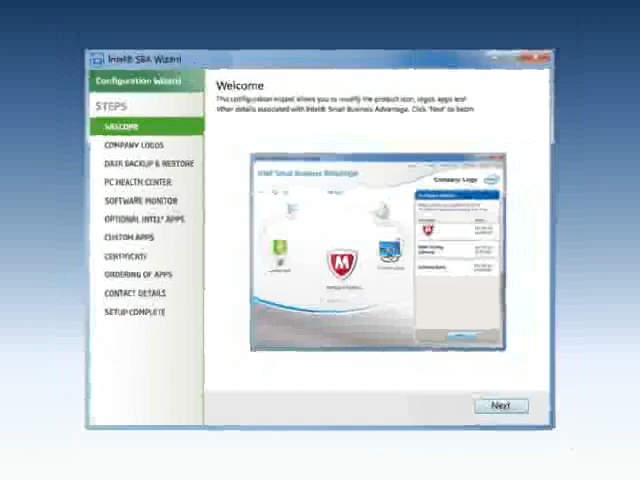 Intel® SBA Wizard
Configuration Wizard
STEPS
WELCOME
COMPANY LOGOS
DATA BACKUP & RESTORE
PC HEALTH CENTER
SOFTWARE MONITOR
OPTIONAL INTEL® APPS
CUSTOM APPS
CERTIFICATE
ORDERING OF APPS
CONTACT DETAILS
SETUP COMPLETE
Welcome
This configuration wizard allows you to modify the product icon, logos, apps and
other details associated with Intel® Small Business Advantage. Click 'Next' to begin.
Intel® Small Business Advantage
Company Logo
Next